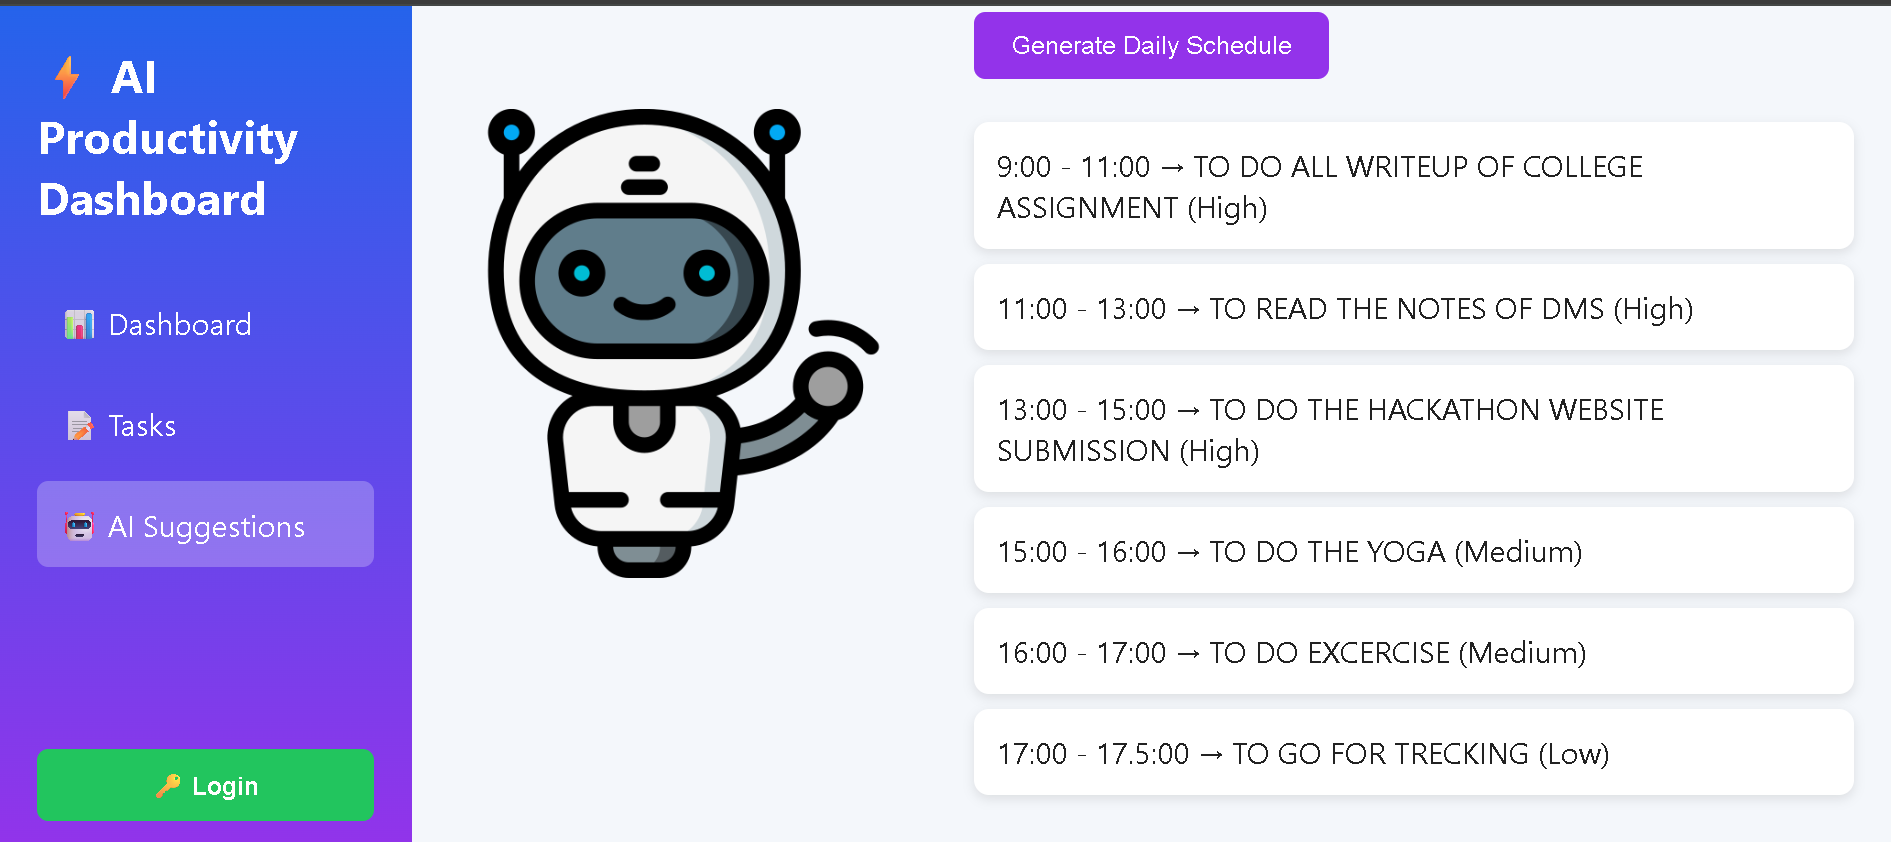 ⚡ AI
Productivity
Dashboard
📊 Dashboard
📝 Tasks
🤖 AI Suggestions
🔑 Login
Generate Daily Schedule
9:00 - 11:00 → TO DO ALL WRITEUP OF COLLEGE
ASSIGNMENT (High)
11:00 - 13:00 → TO READ THE NOTES OF DMS (High)
13:00 - 15:00 → TO DO THE HACKATHON WEBSITE
SUBMISSION (High)
15:00 - 16:00 → TO DO THE YOGA (Medium)
16:00 - 17:00 → TO DO EXCERCISE (Medium)
17:00 - 17.5:00 → TO GO FOR TRECKING (Low)